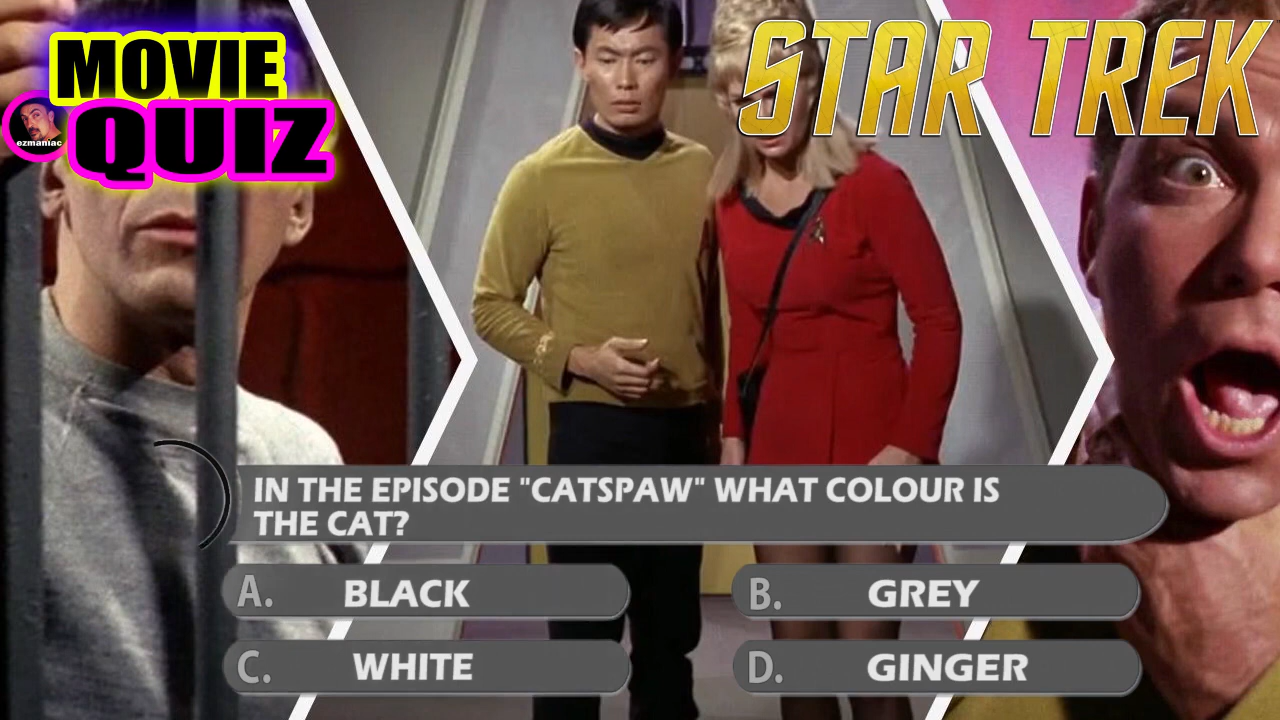 MOVIE
QUIZ
ezmaniac
STAR TREK
IN THE EPISODE "CATSPAW" WHAT COLOUR IS
THE CAT?
A. BLACK
B. GREY
C. WHITE
D. GINGER